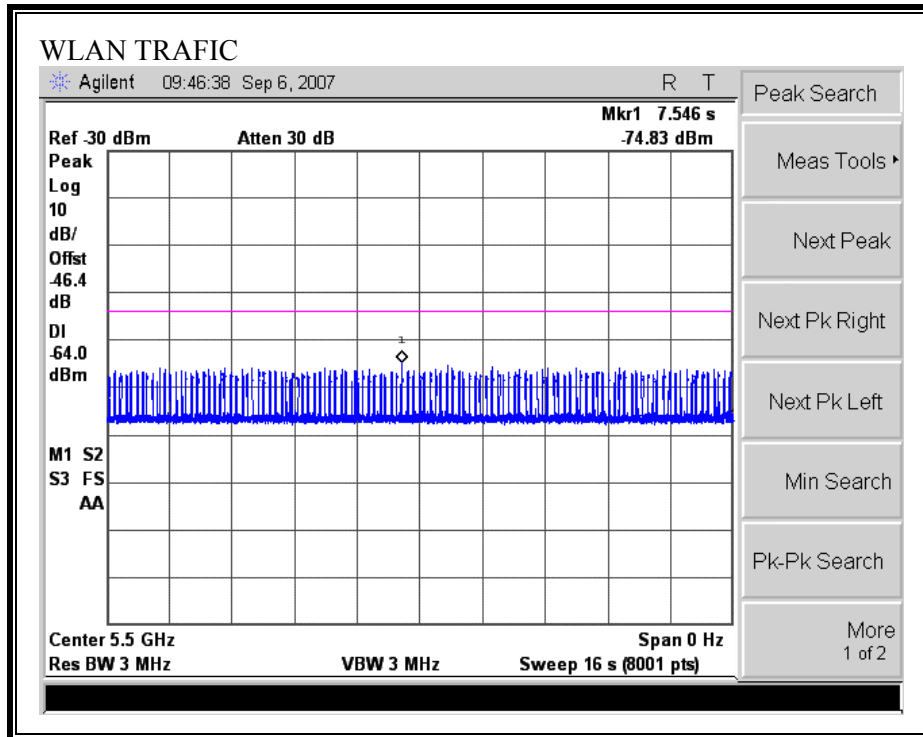 WLAN TRAFIC
Agilent 09:46:38 Sep 6, 2007 R T
Peak Search
Mkr1 7.546 s
Ref -30 dBm Atten 30 dB -74.83 dBm
Peak
Log
10
dB/
Offst
-46.4
dB
DI
-64.0
dBm
1
M1 S2
S3 FS
AA
Center 5.5 GHz Span 0 Hz
Res BW 3 MHz VBW 3 MHz Sweep 16 s (8001 pts)
Meas Tools
Next Peak
Next Pk Right
Next Pk Left
Min Search
Pk-Pk Search
More
1 of 2